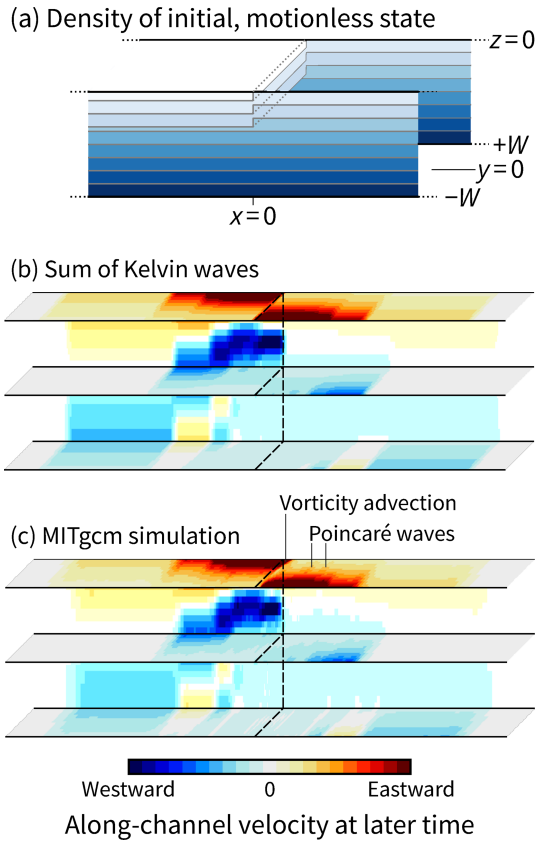 (a) Density of initial, motionless state
z=0
+W
y=0
−W
x=0
(b) Sum of Kelvin waves
Vorticity advection
(c) MITgcm simulation
Poincaré waves
Westward 0 Eastward
Along-channel velocity at later time